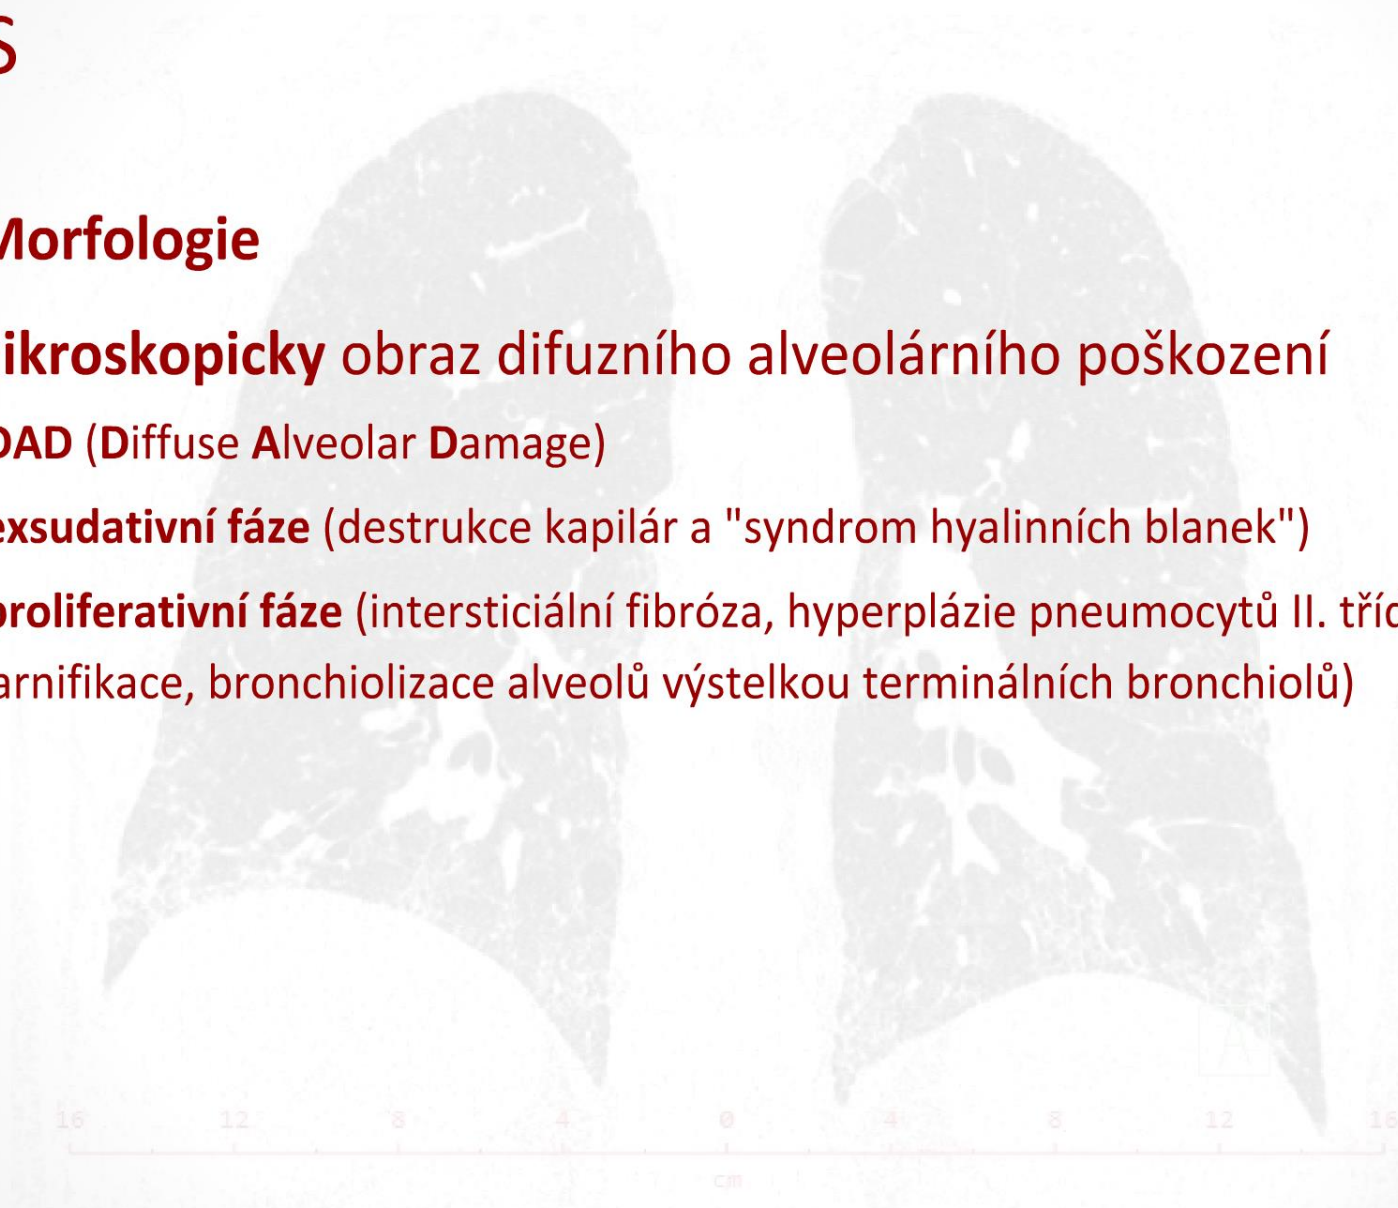 S
Morfologie
ikroskopicky obraz difuzního alveolárního poškození
DAD (Diffuse Alveolar Damage)
exsudativní fáze (destrukce kapilár a "syndrom hyalinních blanek")
proliferativní fáze (intersticiální fibróza, hyperplázie pneumocytů II. tříd
arnifikace, bronchiolizace alveolů výstelkou terminálních bronchiolů)
A
16 12 8 4 0 4 8 12 16
cm